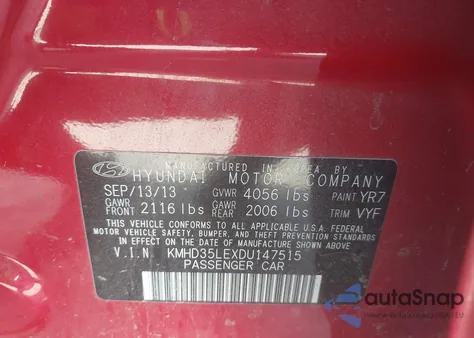 MANUFACTURED IN KOREA BY
HYUNDAI MOTOR COMPANY
SEP/13/13 GVWR 4056 lbs PAINT YR7
GAWR FRONT 2116 lbs GAWR REAR 2006 lbs TRIM VYF
THIS VEHICLE CONFORMS TO ALL APPLICABLE U.S.A. FEDERAL
MOTOR VEHICLE SAFETY, BUMPER, AND THEFT PREVENTION STANDARDS
IN EFFECT ON THE DATE OF MANUFACTURE SHOWN ABOVE.
V.I.N. KMHD35LEXDU147515
PASSENGER CAR
autoSnap